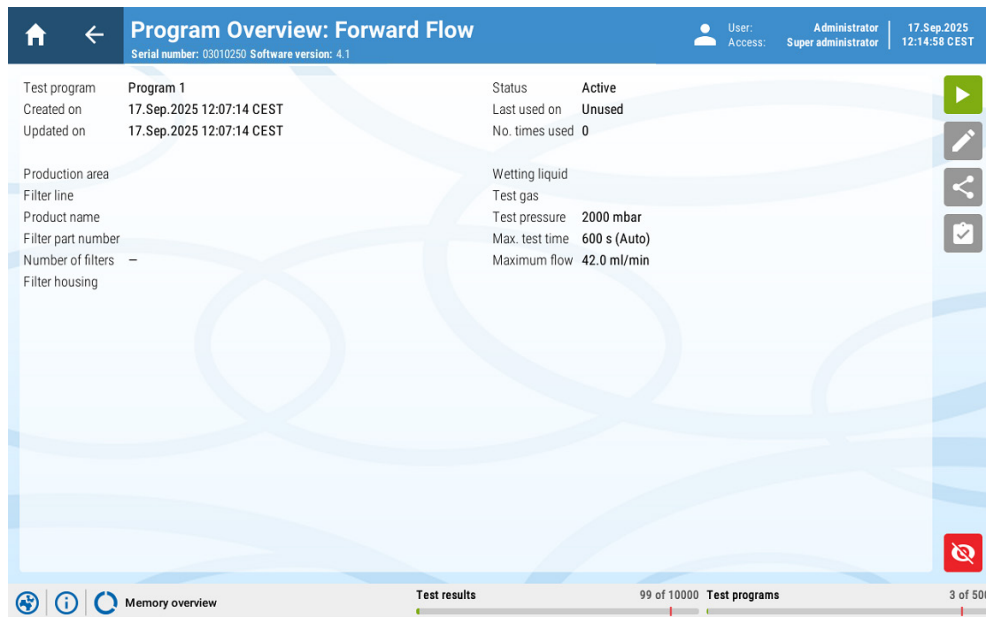 Program Overview: Forward Flow
Serial number: 03010250 Software version: 4.1
User: Administrator
Access: Super administrator
17.Sep.2025
12:14:58 CEST
Test program Program 1
Created on 17.Sep.2025 12:07:14 CEST
Updated on 17.Sep.2025 12:07:14 CEST
Status Active
Last used on Unused
No. times used 0
Production area
Filter line
Product name
Filter part number
Number of filters –
Filter housing
Wetting liquid
Test gas
Test pressure 2000 mbar
Max. test time 600 s (Auto)
Maximum flow 42.0 ml/min
Memory overview
Test results 99 of 10000
Test programs 3 of 500